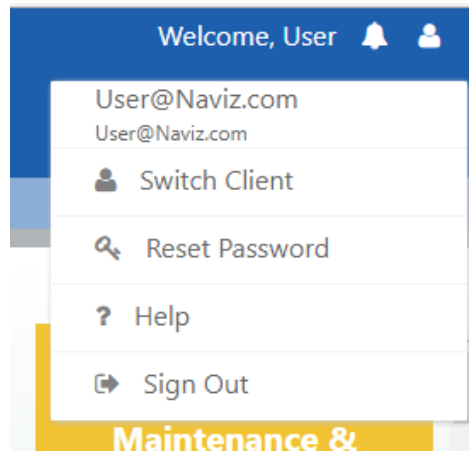 Welcome, User
User@Naviz.com
User@Naviz.com
Switch Client
Reset Password
? Help
Sign Out
Maintenance &